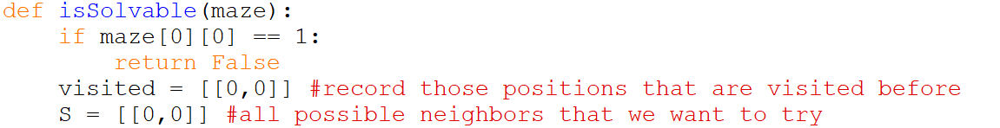 def isSolvable(maze):
    if maze[0][0] == 1:
        return False
    visited = [[0,0]] #record those positions that are visited before
    S = [[0,0]] #all possible neighbors that we want to try